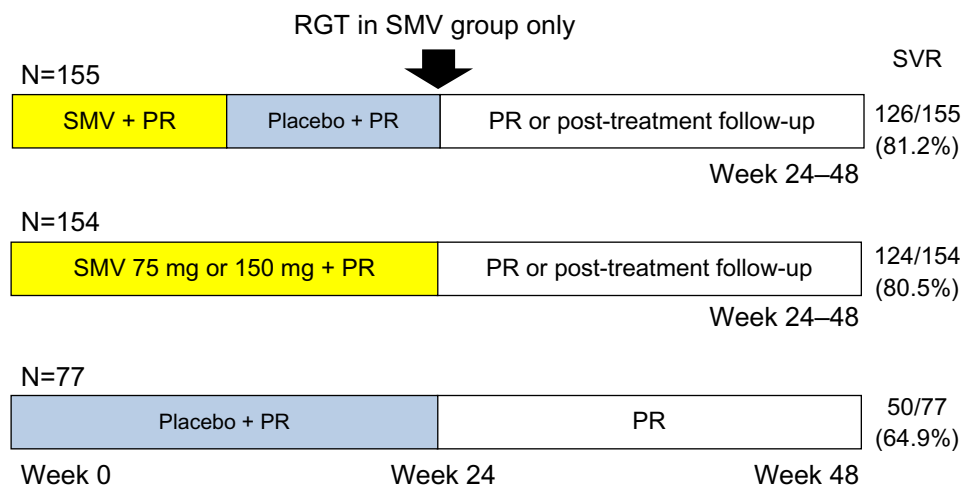 RGT in SMV group only
SVR
N=155
SMV + PR
Placebo + PR
PR or post-treatment follow-up
126/155
(81.2%)
Week 24–48
N=154
SMV 75 mg or 150 mg + PR
PR or post-treatment follow-up
124/154
(80.5%)
Week 24–48
N=77
Placebo + PR
PR
50/77
(64.9%)
Week 0
Week 24
Week 48